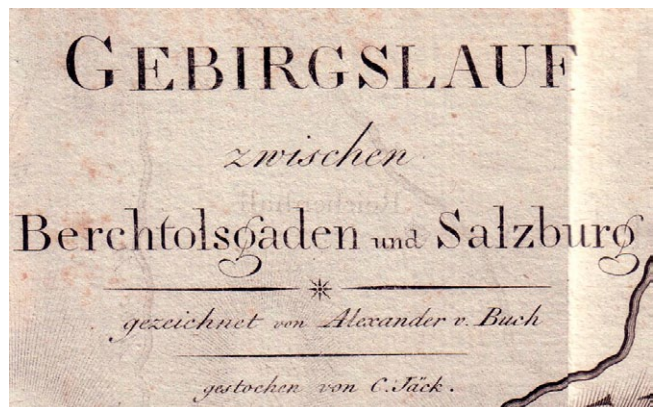 GEBIRGSLAUF
zwischen
Berchtolsgaden und Salzburg
gezeichnet von Alexander v. Buch
gestochen von C. Jäck.